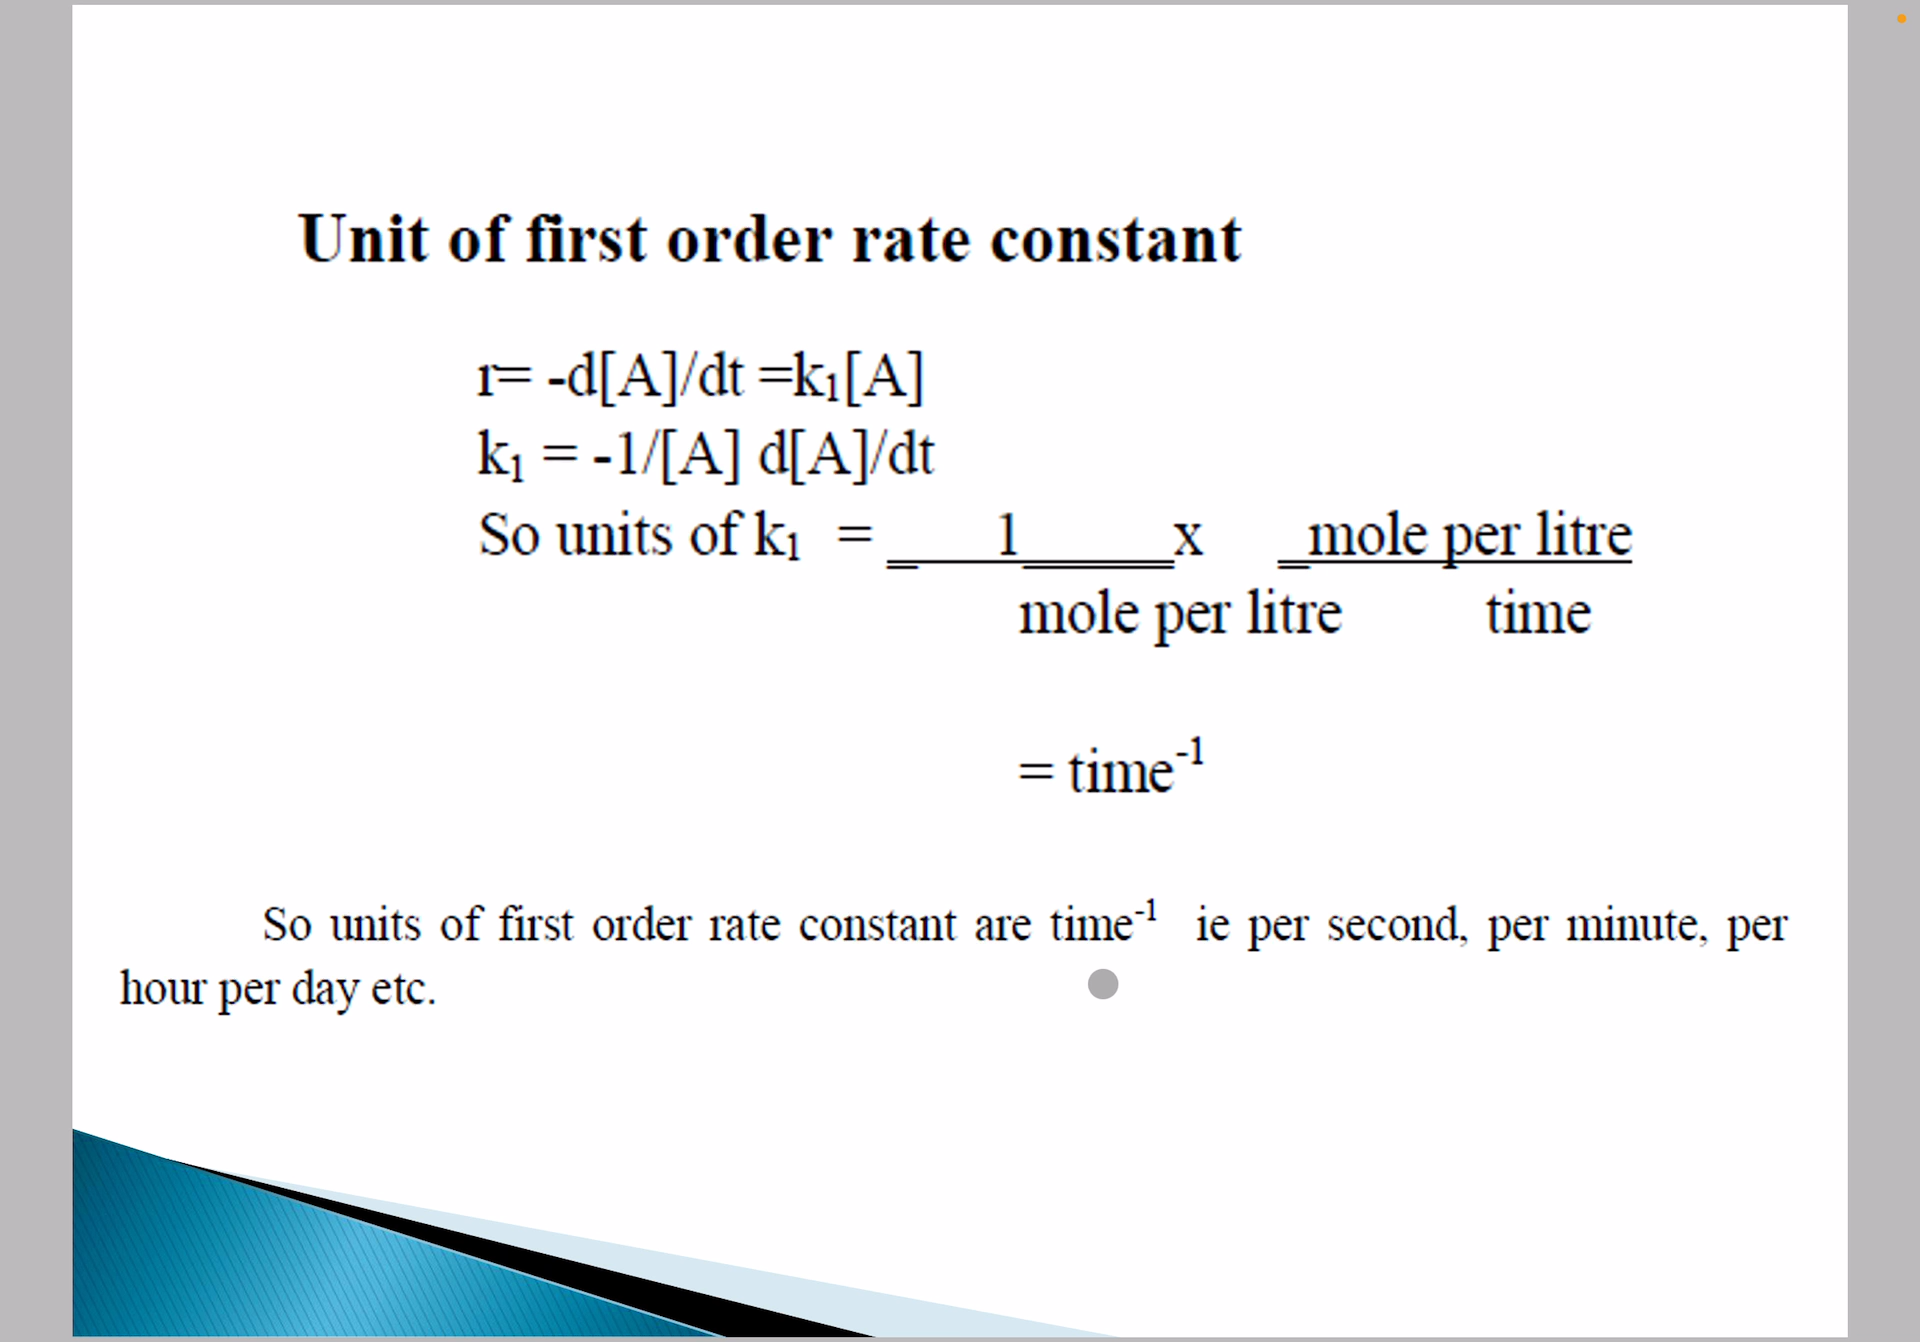 Unit of first order rate constant
r= -d[A]/dt =k₁[A]
k₁ = -1/[A] d[A]/dt
So units of k₁ = 1 x mole per litre
mole per litre time
= time⁻¹
So units of first order rate constant are time⁻¹ ie per second, per minute, per
hour per day etc.